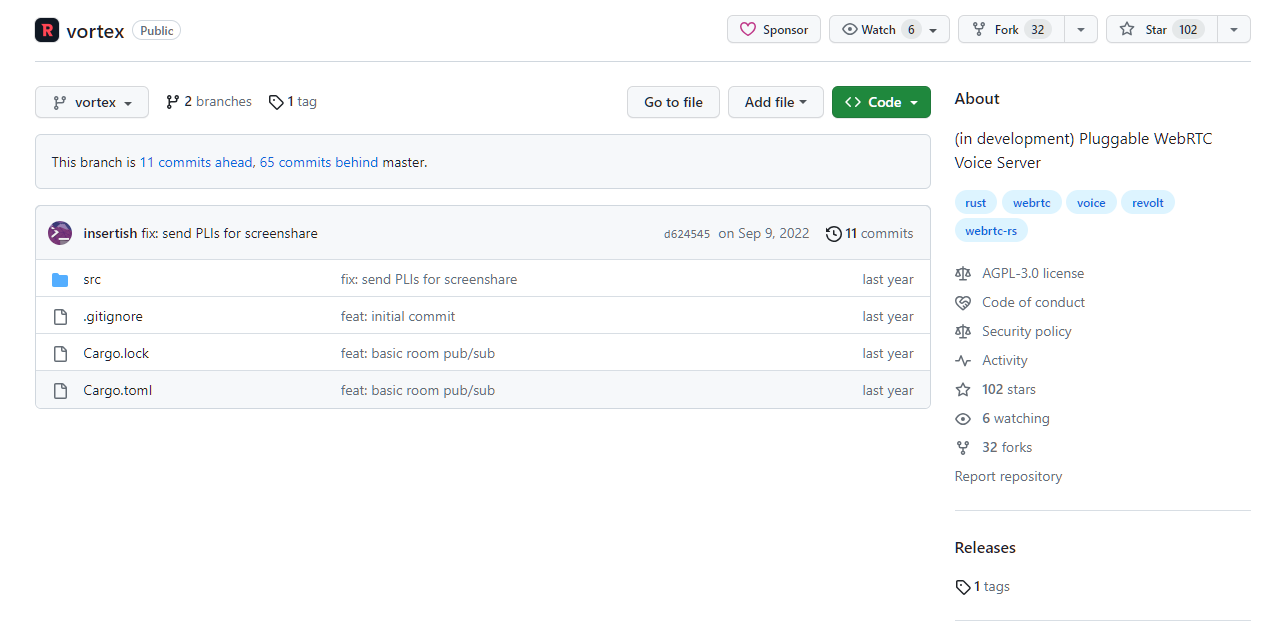 R vortex Public Sponsor Watch 6 Fork 32 Star 102
vortex 2 branches 1 tag Go to file Add file <> Code
This branch is 11 commits ahead, 65 commits behind master.
insertish fix: send PLIs for screenshare d624545 on Sep 9, 2022 11 commits
src fix: send PLIs for screenshare last year
.gitignore feat: initial commit last year
Cargo.lock feat: basic room pub/sub last year
Cargo.toml feat: basic room pub/sub last year
About
(in development) Pluggable WebRTC
Voice Server
rust webrtc voice revolt
webrtc-rs
AGPL-3.0 license
Code of conduct
Security policy
Activity
102 stars
6 watching
32 forks
Report repository
Releases
1 tags